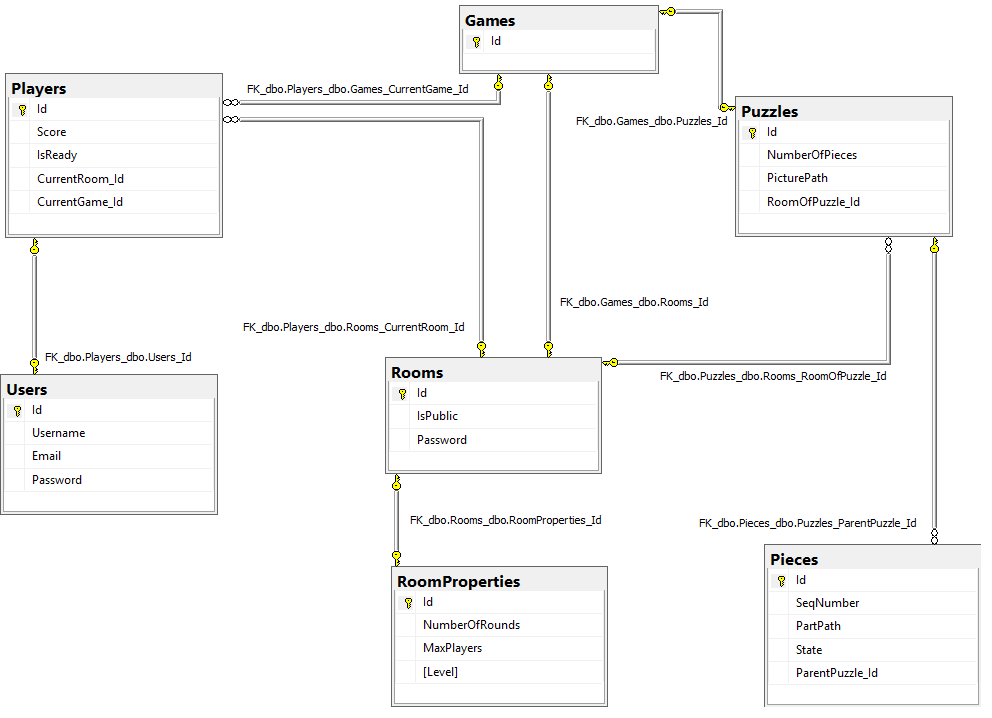 Games
Id
Players
Id
Score
IsReady
CurrentRoom_Id
CurrentGame_Id
FK_dbo.Players_dbo.Games_CurrentGame_Id
FK_dbo.Games_dbo.Puzzles_Id
Puzzles
Id
NumberOfPieces
PicturePath
RoomOfPuzzle_Id
FK_dbo.Games_dbo.Rooms_Id
FK_dbo.Players_dbo.Rooms_CurrentRoom_Id
FK_dbo.Players_dbo.Users_Id
Users
Id
Username
Email
Password
Rooms
Id
IsPublic
Password
FK_dbo.Puzzles_dbo.Rooms_RoomOfPuzzle_Id
FK_dbo.Rooms_dbo.RoomProperties_Id
FK_dbo.Pieces_dbo.Puzzles_ParentPuzzle_Id
RoomProperties
Id
NumberOfRounds
MaxPlayers
[Level]
Pieces
Id
SeqNumber
PartPath
State
ParentPuzzle_Id